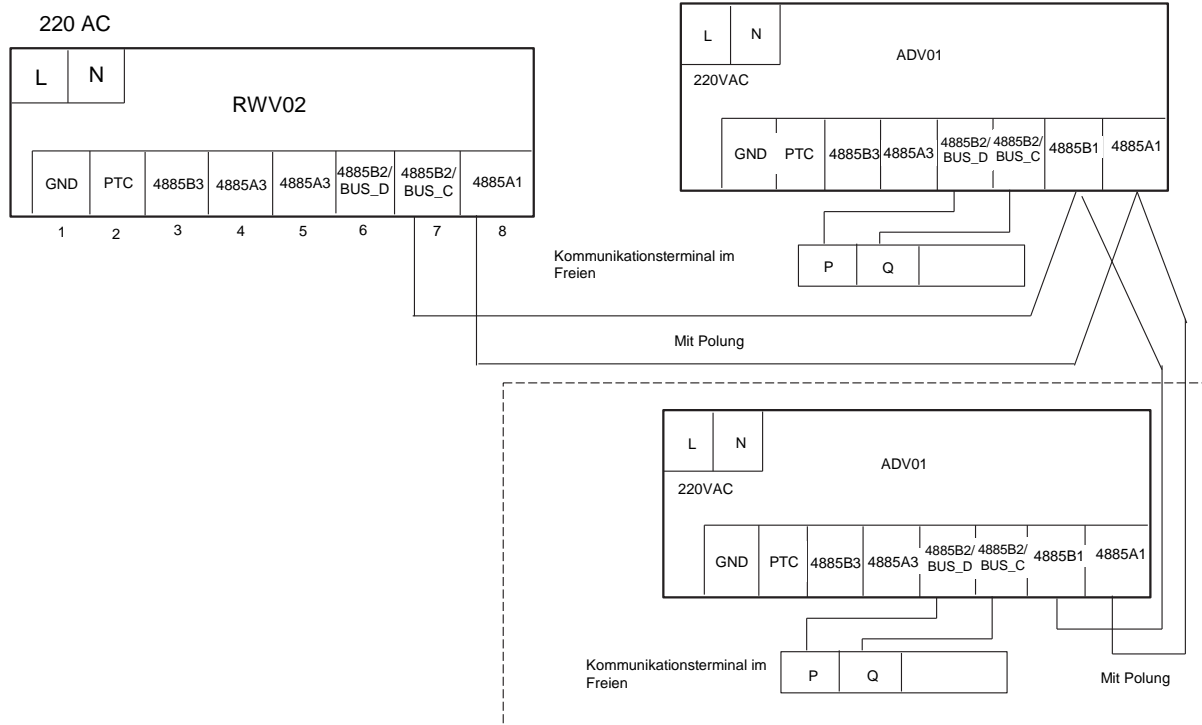 220 AC
L N
RWV02
GND PTC 4885B3 4885A3 4885A3 4885B2/ 4885B2/ 4885A1
BUS_D BUS_C
1 2 3 4 5 6 7 8
L N
ADV01
220VAC
GND PTC 4885B3 4885A3 4885B2/ 4885B2/ 4885B1 4885A1
BUS_D BUS_C
Kommunikationsterminal im
Freien
P Q
Mit Polung
L N
ADV01
220VAC
GND PTC 4885B3 4885A3 4885B2/ 4885B2/ 4885B1 4885A1
BUS_D BUS_C
Kommunikationsterminal im
Freien
P Q
Mit Polung